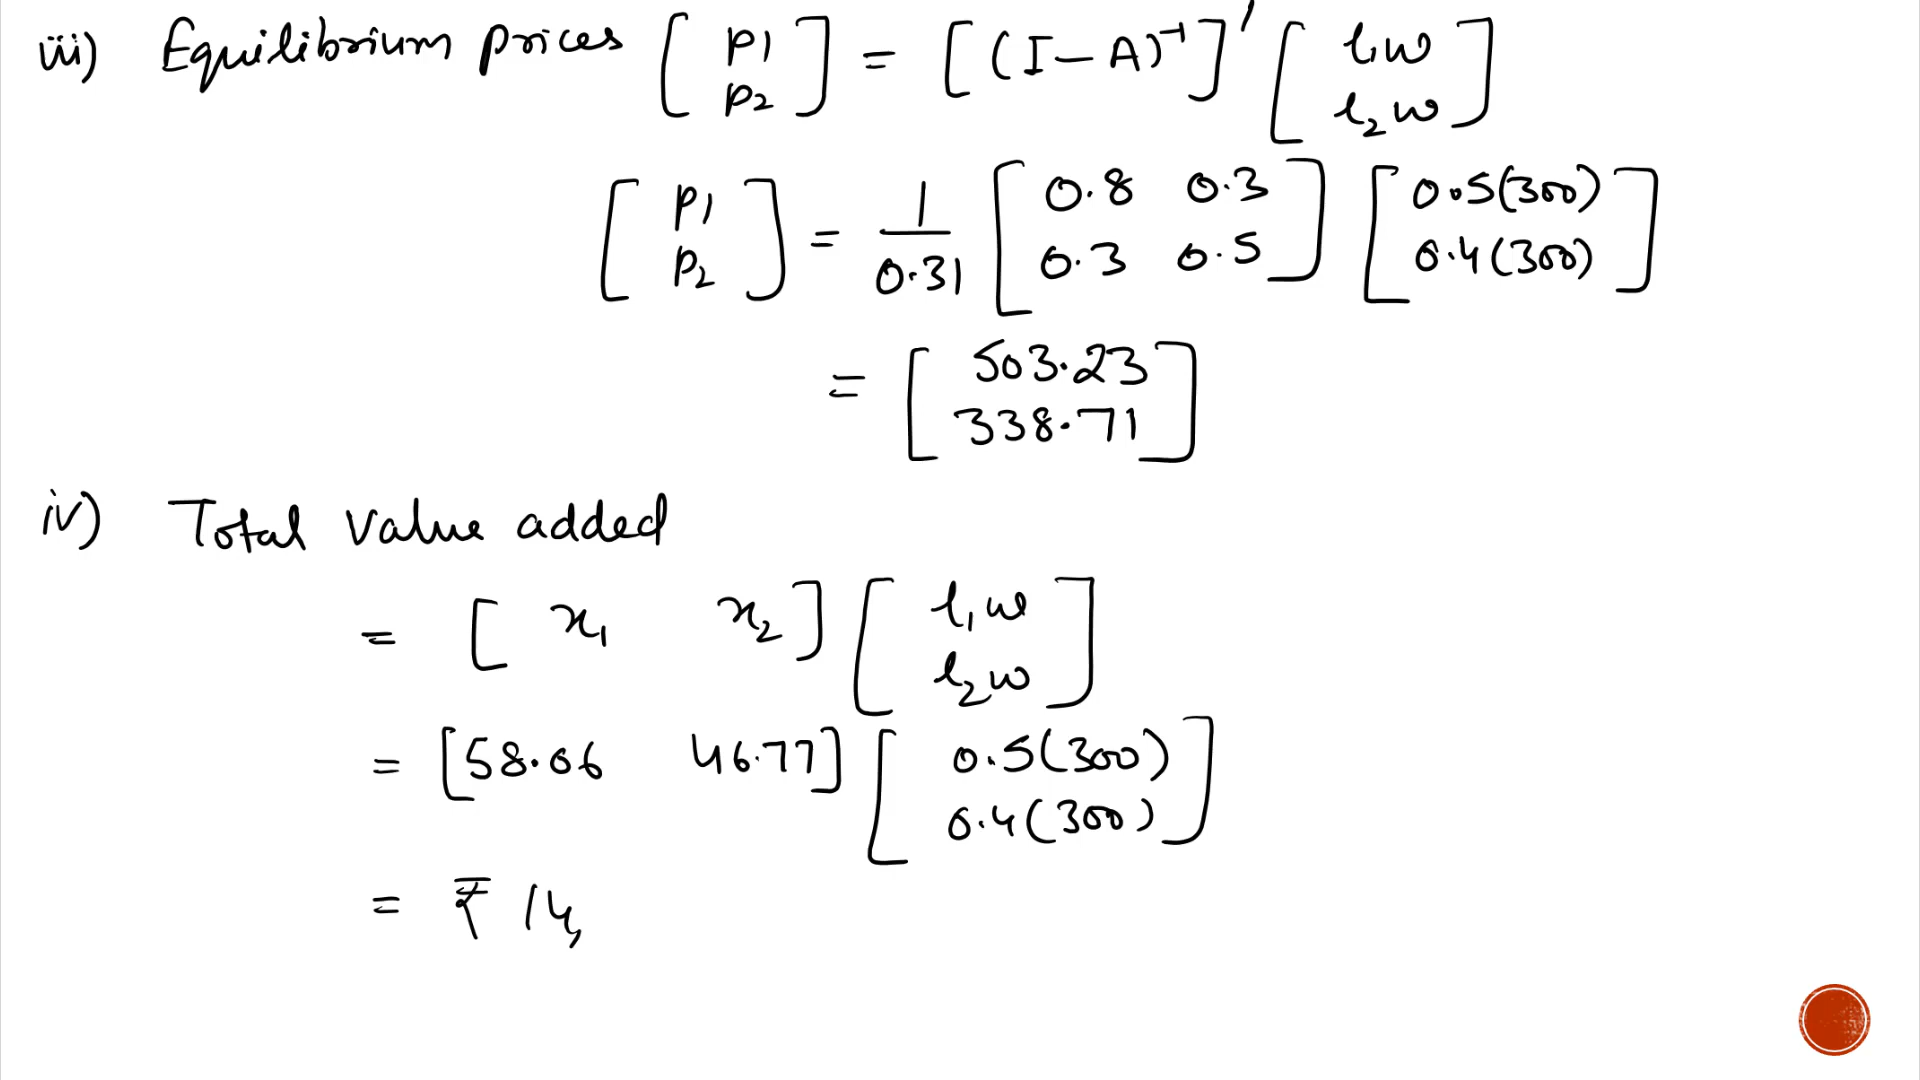 iii) Equilibrium prices [ p1 p2 ] = [ (I-A)⁻¹ ]' [ l1w l2w ]
[ p1 p2 ] = 1/0.31 [ 0.8 0.3 0.3 0.5 ] [ 0.5(300) 0.4(300) ]
= [ 503.23 338.71 ]
iv) Total value added
= [ x1 x2 ] [ l1w l2w ]
= [58.06 46.77] [ 0.5(300) 0.4(300) ]
= ₹ 14,